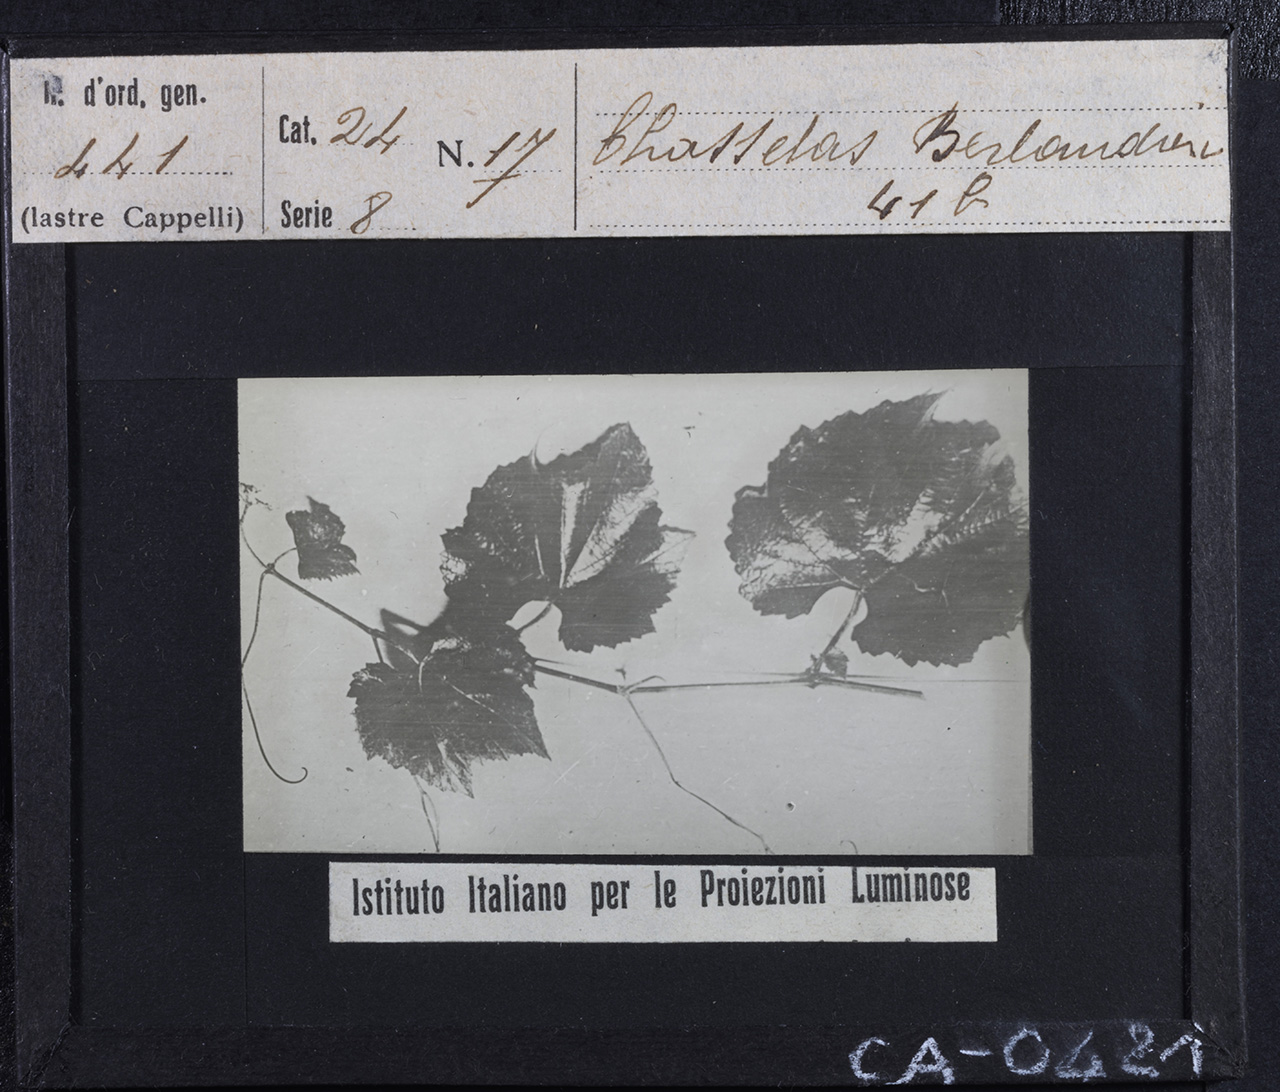 N. d'ord. gen.
441
(lastre Cappelli)
Cat. 24 N. 17
Serie 8
Chasselas Berlandieri
41 b
Istituto Italiano per le Proiezioni Luminose
CA-0421